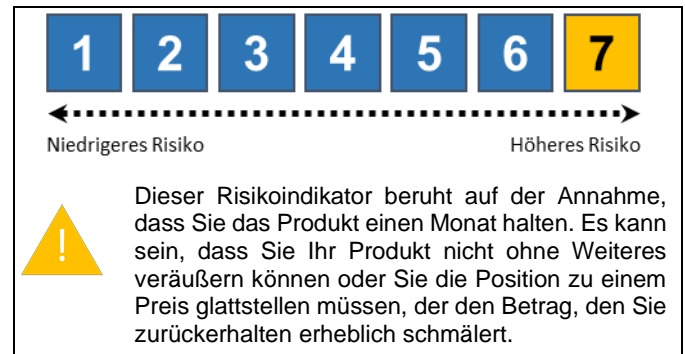 1 2 3 4 5 6 7
Niedrigeres Risiko Höheres Risiko
!
Dieser Risikoindikator beruht auf der Annahme,
dass Sie das Produkt einen Monat halten. Es kann
sein, dass Sie Ihr Produkt nicht ohne Weiteres
veräußern können oder Sie die Position zu einem
Preis glattstellen müssen, der den Betrag, den Sie
zurückerhalten erheblich schmälert.